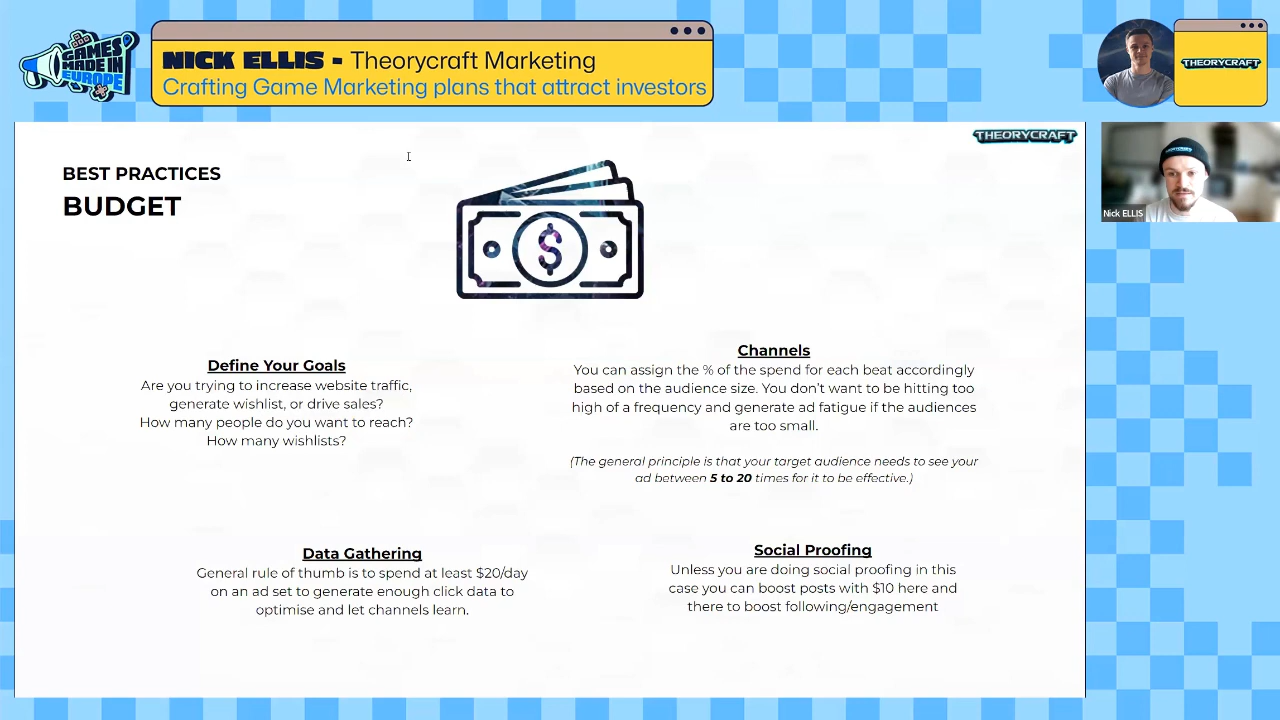 GAMES
MADE IN
EUROPE
NICK ELLIS - Theorycraft Marketing
Crafting Game Marketing plans that attract investors
THEORYCRAFT
THEORYCRAFT
Nick ELLIS
BEST PRACTICES
BUDGET
$
Define Your Goals
Are you trying to increase website traffic,
generate wishlist, or drive sales?
How many people do you want to reach?
How many wishlists?
Channels
You can assign the % of the spend for each beat accordingly
based on the audience size. You don't want to be hitting too
high of a frequency and generate ad fatigue if the audiences
are too small.
(The general principle is that your target audience needs to see your
ad between 5 to 20 times for it to be effective.)
Data Gathering
General rule of thumb is to spend at least $20/day
on an ad set to generate enough click data to
optimise and let channels learn.
Social Proofing
Unless you are doing social proofing in this
case you can boost posts with $10 here and
there to boost following/engagement